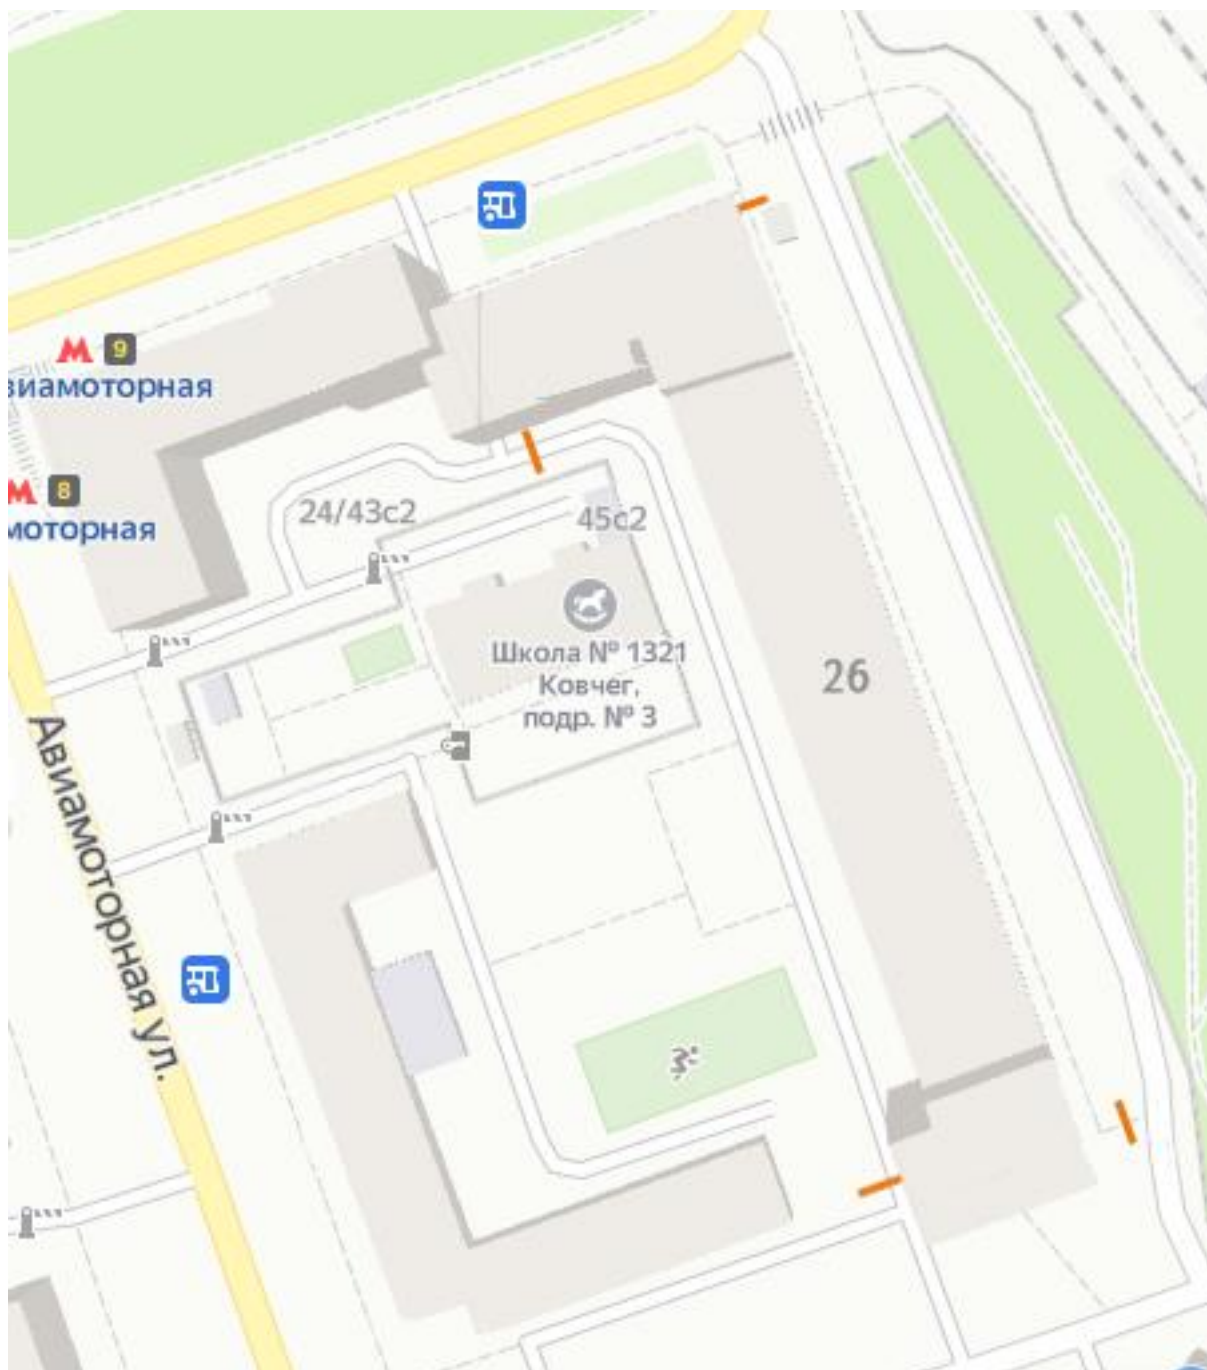 9
виамоторная
8
моторная
24/43с2
45с2
Школа № 1321
Ковчег,
подр. № 3
26
Авиамоторная ул.